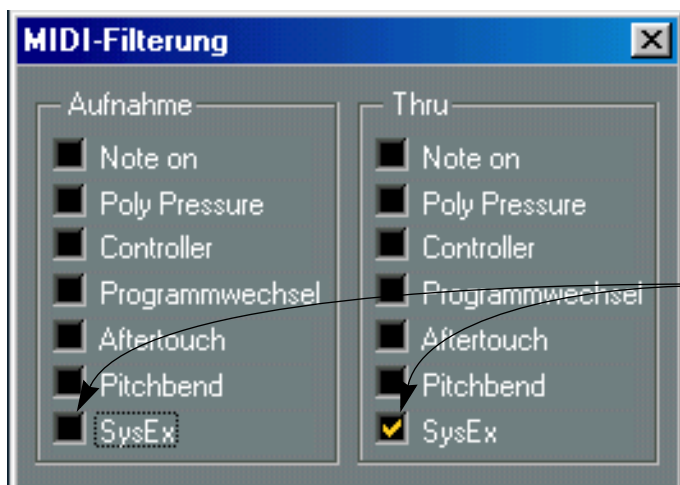 MIDI-Filterung
Aufnahme
Note on
Poly Pressure
Controller
Programmwechsel
Aftertouch
Pitchbend
SysEx
Thru
Note on
Poly Pressure
Controller
Programmwechsel
Aftertouch
Pitchbend
SysEx